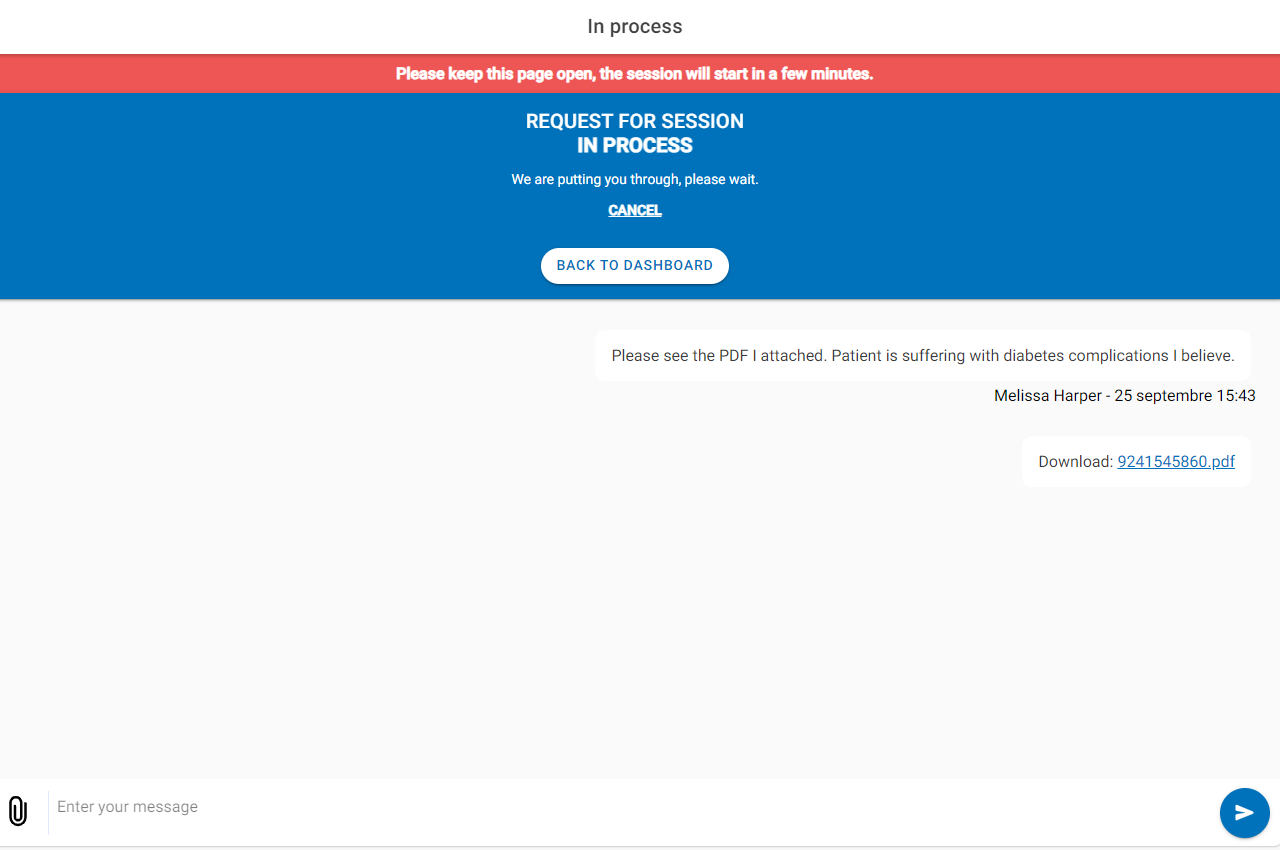 In process
Please keep this page open, the session will start in a few minutes.
REQUEST FOR SESSION
IN PROCESS
We are putting you through, please wait.
CANCEL
BACK TO DASHBOARD
Please see the PDF I attached. Patient is suffering with diabetes complications I believe.
Melissa Harper - 25 septembre 15:43
Download: 9241545860.pdf
Enter your message